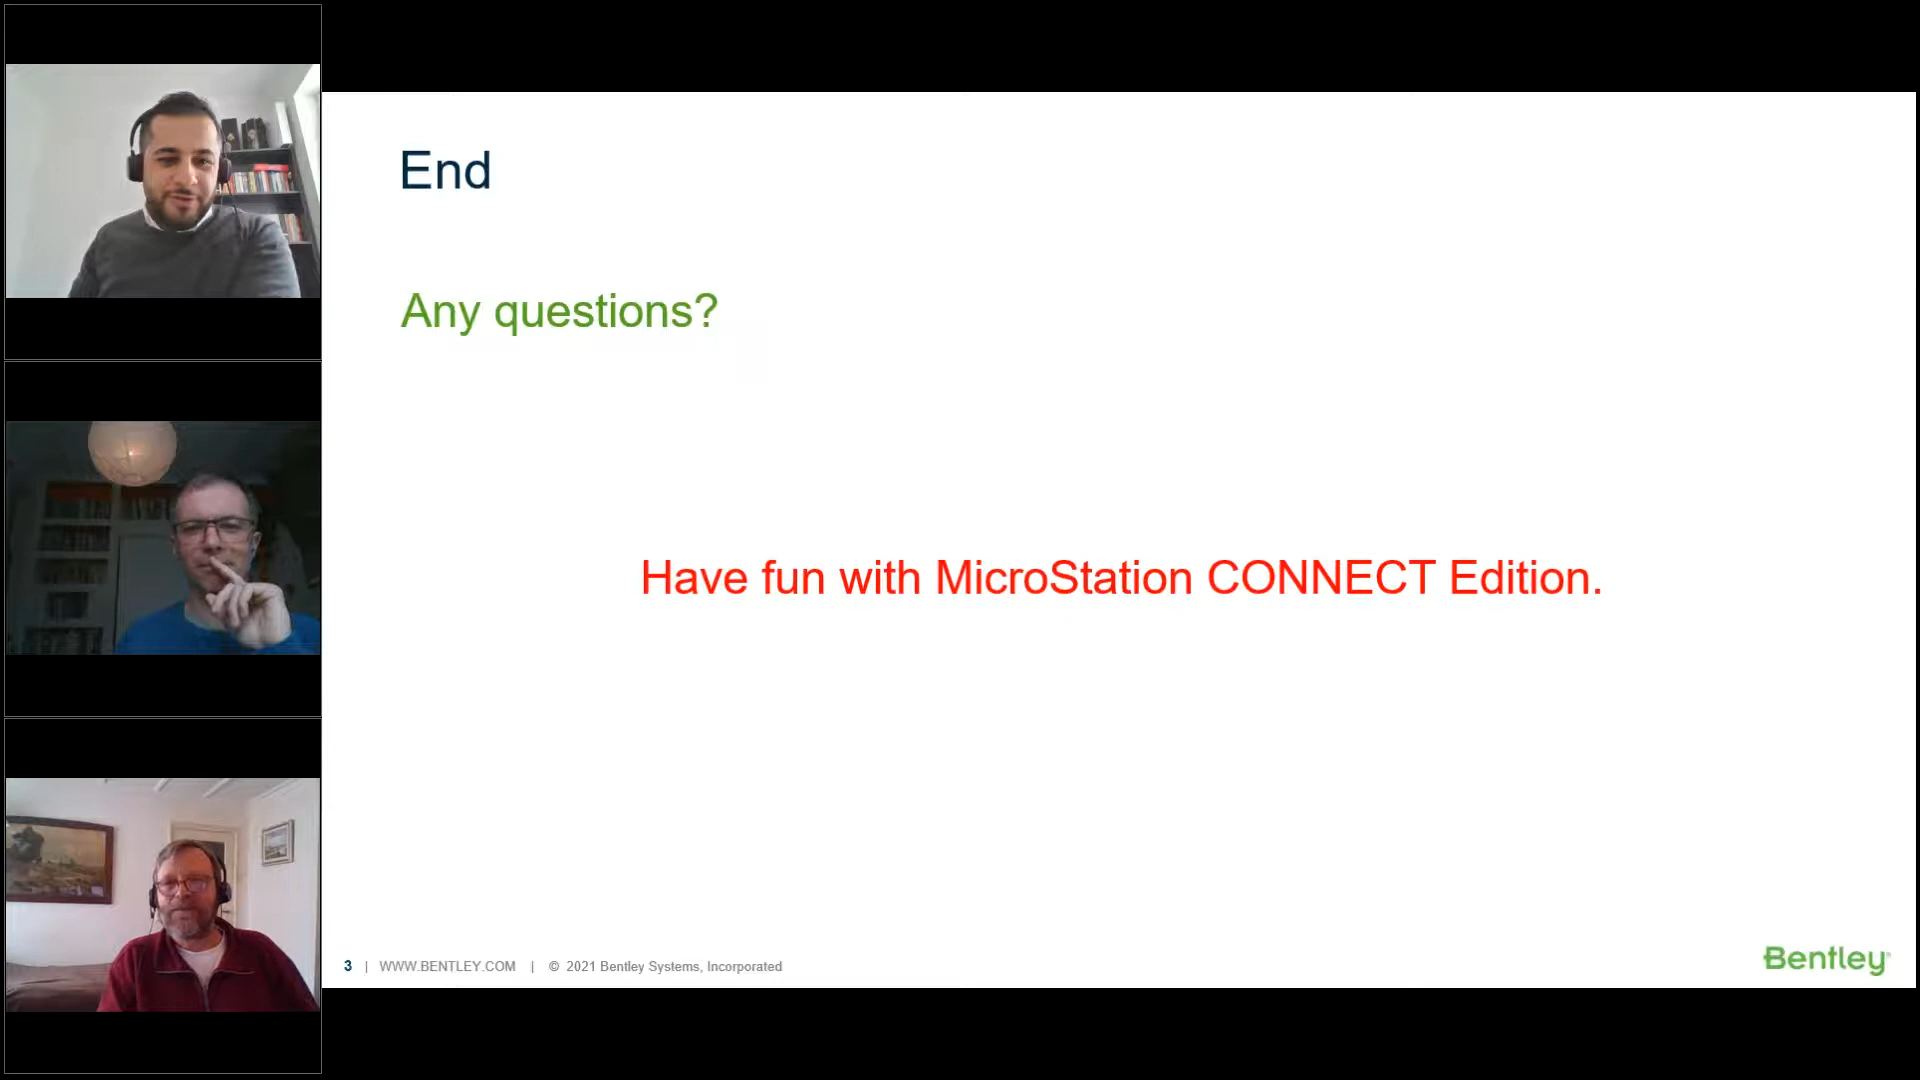 End
Any questions?
Have fun with MicroStation CONNECT Edition.
3 | WWW.BENTLEY.COM | © 2021 Bentley Systems, Incorporated
Bentley